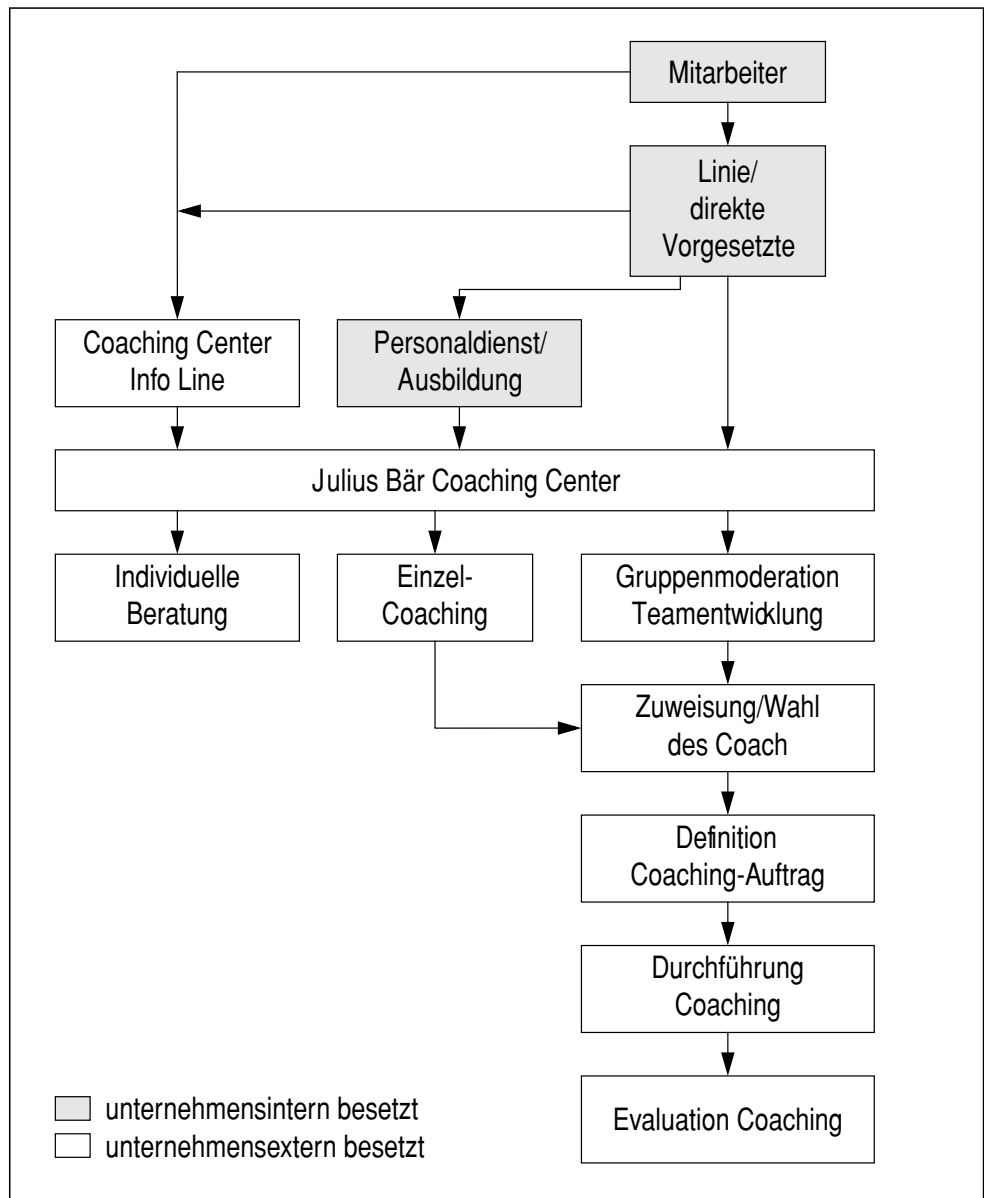 Mitarbeiter
Linie/
direkte
Vorgesetzte
Coaching Center
Info Line
Personaldienst/
Ausbildung
Julius Bär Coaching Center
Individuelle
Beratung
Einzel-
Coaching
Gruppenmoderation
Teamentwicklung
Zuweisung/Wahl
des Coach
Definition
Coaching-Auftrag
Durchführung
Coaching
Evaluation Coaching
unternehmensintern besetzt
unternehmensextern besetzt